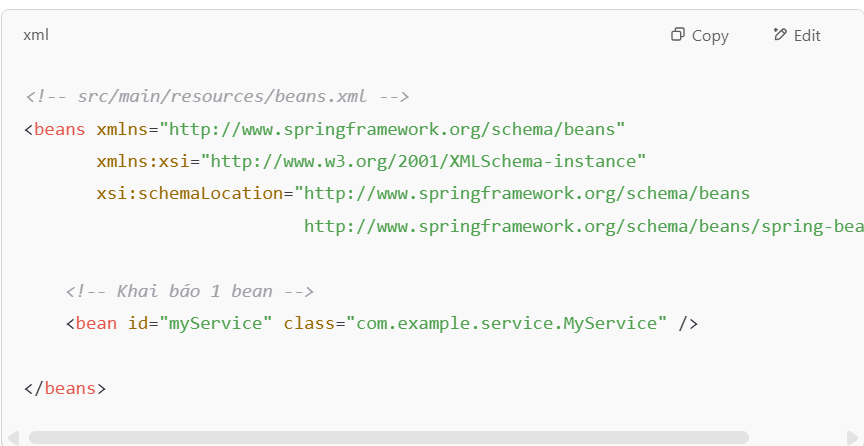 xml
Copy
Edit
<!-- src/main/resources/beans.xml -->
<beans xmlns="http://www.springframework.org/schema/beans"
xmlns:xsi="http://www.w3.org/2001/XMLSchema-instance"
xsi:schemaLocation="http://www.springframework.org/schema/beans
http://www.springframework.org/schema/beans/spring-bea
<!-- Khai báo 1 bean -->
<bean id="myService" class="com.example.service.MyService" />
</beans>